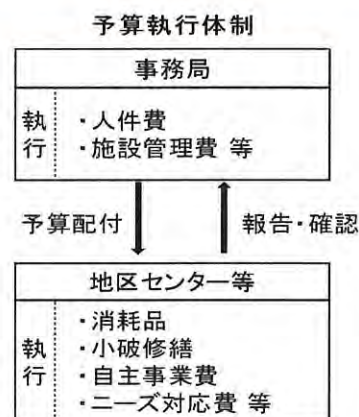 予算執行体制
事務局
執行
・人件費
・施設管理費 等
予算配付
報告・確認
地区センター等
執行
・消耗品
・小破修繕
・自主事業費
・ニーズ対応費 等